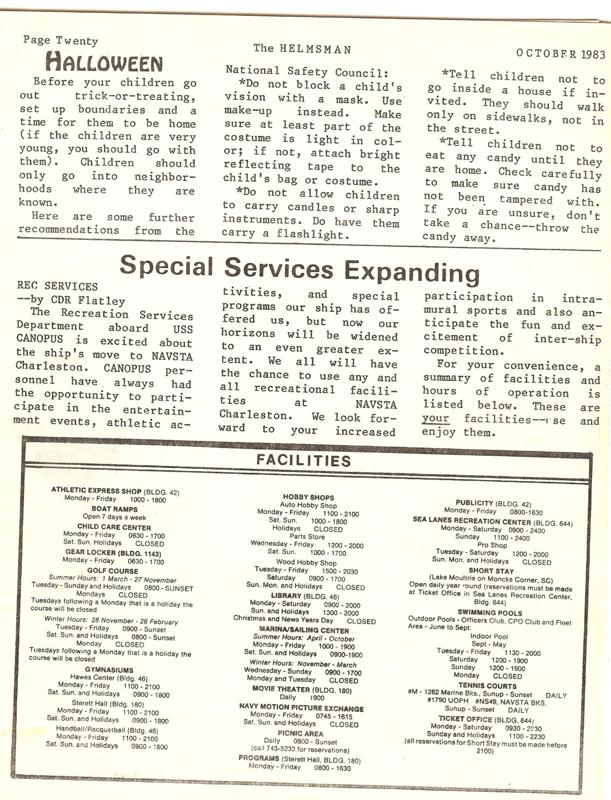 Page Twenty
The HELMSMAN
OCTOBER 1983
HALLOWEEN
Before your children go
out trick-or-treating,
set up boundaries and a
time for them to be home
(if the children are very
young, you should go with
them). Children should
only go into neighbor-
hoods where they are
known.
Here are some further
recommendations from the
National Safety Council:
*Do not block a child's
vision with a mask. Use
make-up instead. Make
sure at least part of the
costume is light in col-
or; if not, attach bright
reflecting tape to the
child's bag or costume.
*Do not allow children
to carry candles or sharp
instruments. Do have them
carry a flashlight.
*Tell children not to
go inside a house if in-
vited. They should walk
only on sidewalks, not in
the street.
*Tell children not to
eat any candy until they
are home. Check carefully
to make sure candy has
not been tampered with.
If you are unsure, don't
take a chance--throw the
candy away.
Special Services Expanding
REC SERVICES
--by CDR Flatley
The Recreation Services
Department aboard USS
CANOPUS is excited about
the ship's move to NAVSTA
Charleston. CANOPUS per-
sonnel have always had
the opportunity to parti-
cipate in the entertain-
ment events, athletic ac-
tivities, and special
programs our ship has of-
fered us, but now our
horizons will be widened
to an even greater ex-
tent. We all will have
the chance to use any and
all recreational facili-
ties at NAVSTA
Charleston. We look for-
ward to your increased
participation in intra-
mural sports and also an-
ticipate the fun and ex-
citement of inter-ship
competition.
For your convenience, a
summary of facilities and
hours of operation is
listed below. These are
your facilities--use and
enjoy them.
FACILITIES
ATHLETIC EXPRESS SHOP (BLDG. 42)
Monday - Friday 1000 - 1800
BOAT RAMPS
Open 7 days a week
CHILD CARE CENTER
Monday - Friday 0630 - 1700
Sat. Sun. Holidays CLOSED
GEAR LOCKER (BLDG. 1143)
Monday - Friday 0630 - 1700
GOLF COURSE
Summer Hours: 1 March - 27 November
Tuesday - Sunday and Holidays 0800 - SUNSET
Mondays CLOSED
Tuesdays following a Monday that is a holiday the
course will be closed
Winter Hours: 28 November - 28 February
Tuesday - Friday 0900 - Sunset
Sat. Sun. and Holidays 0800 - Sunset
Monday CLOSED
Tuesdays following a Monday that is a holiday the
course will be closed
GYMNASIUMS
Hawes Center (Bldg. 46)
Monday - Friday 1100 - 2100
Sat. Sun. and Holidays 0900 - 1800
Sterett Hall (Bldg. 180)
Monday - Friday 1100 - 2100
Sat. Sun. and Holidays 0900 - 1800
Handball/Racquetball (Bldg. 46)
Monday - Friday 1100 - 2100
Sat. Sun. and Holidays 0900 - 1800
HOBBY SHOPS
Auto Hobby Shop
Monday - Friday 1100 - 2100
Sat. Sun. 1000 - 1800
Holidays CLOSED
Parts Store
Wednesday - Friday 1200 - 2000
Sat. Sun. 1000 - 1700
Wood Hobby Shop
Tuesday - Friday 1500 - 2030
Saturday 0900 - 1700
Sun. Mon. and Holidays CLOSED
LIBRARY (BLDG. 46)
Monday - Saturday 0900 - 2000
Sun. and Holidays 1300 - 2000
Christmas and News Years Day CLOSED
MARINA/SAILING CENTER
Summer Hours: April - October
Monday - Friday 1000 - 1900
Sat. Sun. and Holidays 0900-1900
Winter Hours: November - March
Wednesday - Sunday 0900 - 1700
Monday and Tuesday CLOSED
MOVIE THEATER (BLDG. 180)
Daily 1900
NAVY MOTION PICTURE EXCHANGE
Monday - Friday 0745 - 1615
Sat. Sun. and Holidays CLOSED
PICNIC AREA
Daily 0800 - Sunset
(call 743-5233 for reservations)
PROGRAMS (Sterett Hall, BLDG. 180)
Monday - Friday 0800 - 1630
PUBLICITY (BLDG. 42)
Monday - Friday 0800-1630
SEA LANES RECREATION CENTER (BLDG. 644)
Monday - Saturday 0900 - 2400
Sunday 1100 - 2400
Pro Shop
Tuesday - Saturday 1200 - 2000
Sun. Mon. and Holidays CLOSED
SHORT STAY
(Lake Moultrie on Moncks Corner, SC)
Open daily year round (reservations must be made
at Ticket Office in Sea Lanes Recreation Center,
Bldg. 644)
SWIMMING POOLS
Outdoor Pools - Officers Club, CPO Club and Fleet
Area - June to Sept.
Indoor Pool
Sept - May
Tuesday - Friday 1130 - 2000
Saturday 1200 - 1900
Sunday 1200 - 1900
Monday CLOSED
TENNIS COURTS
#M - 1262 Marine Bks., Sunup - Sunset DAILY
#1790 UOPH #NS49, NAVSTA BKS.
Sunup - Sunset DAILY
TICKET OFFICE (BLDG. 644)
Monday - Saturday 0930 - 2230
Sunday and Holidays 1100 - 2230
(all reservations for Short Stay must be made before
2100)